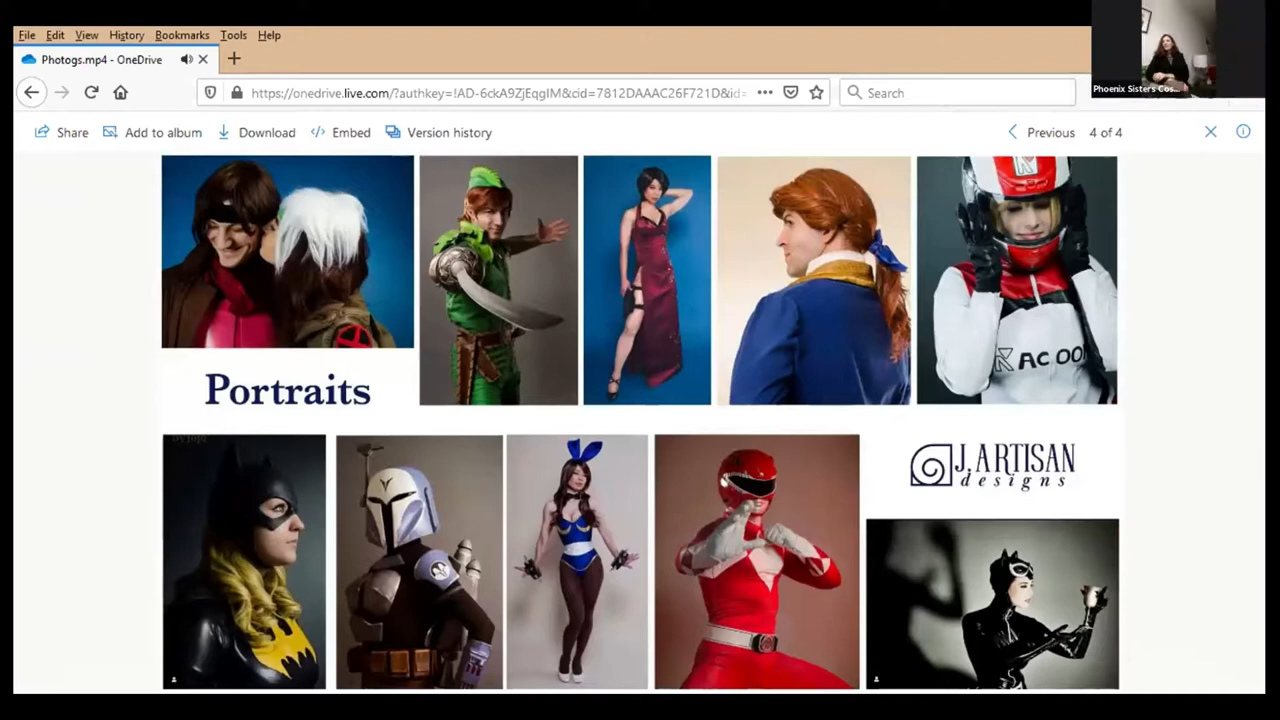 File Edit View History Bookmarks Tools Help
Photogs.mp4 - OneDrive
https://onedrive.live.com/?authkey=!AD-6ckA9ZjEqgIM&cid=7812DAAAC26F721D&id=
Search
Phoenix Sisters Cos...
Share Add to album Download Embed Version history
Previous 4 of 4
R
RACOO
Portraits
J. ARTISAN
designs